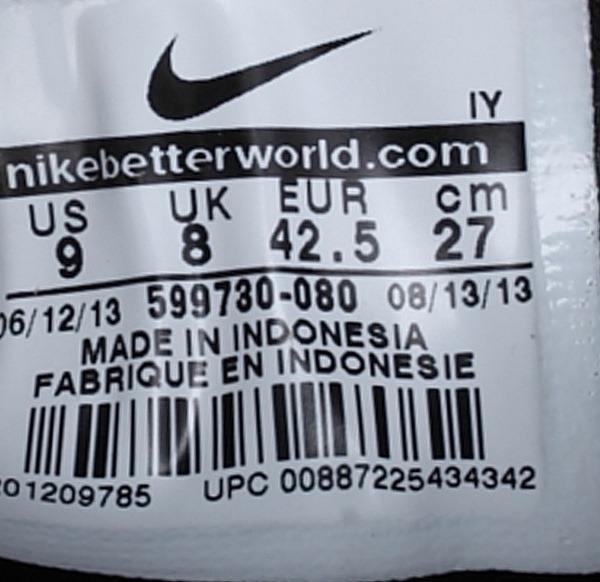 IY
nikebetterworld.com
US UK EUR cm
9 8 42.5 27
06/12/13 599730-080 08/13/13
MADE IN INDONESIA
FABRIQUE EN INDONESIE
201209785 UPC 00887225434342